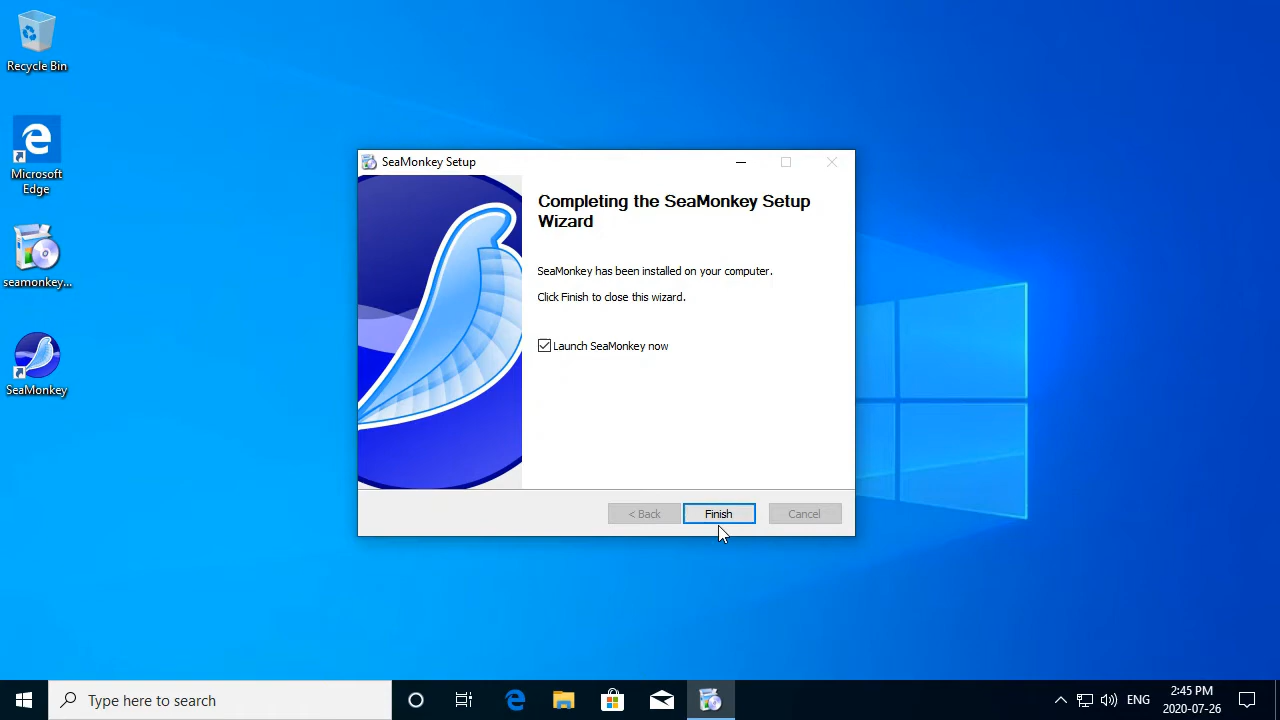 Recycle Bin
Microsoft
Edge
seamonkey...
SeaMonkey
SeaMonkey Setup
Completing the SeaMonkey Setup
Wizard
SeaMonkey has been installed on your computer.
Click Finish to close this wizard.
Launch SeaMonkey now
< Back
Finish
Cancel
Type here to search
ENG
2:45 PM
2020-07-26